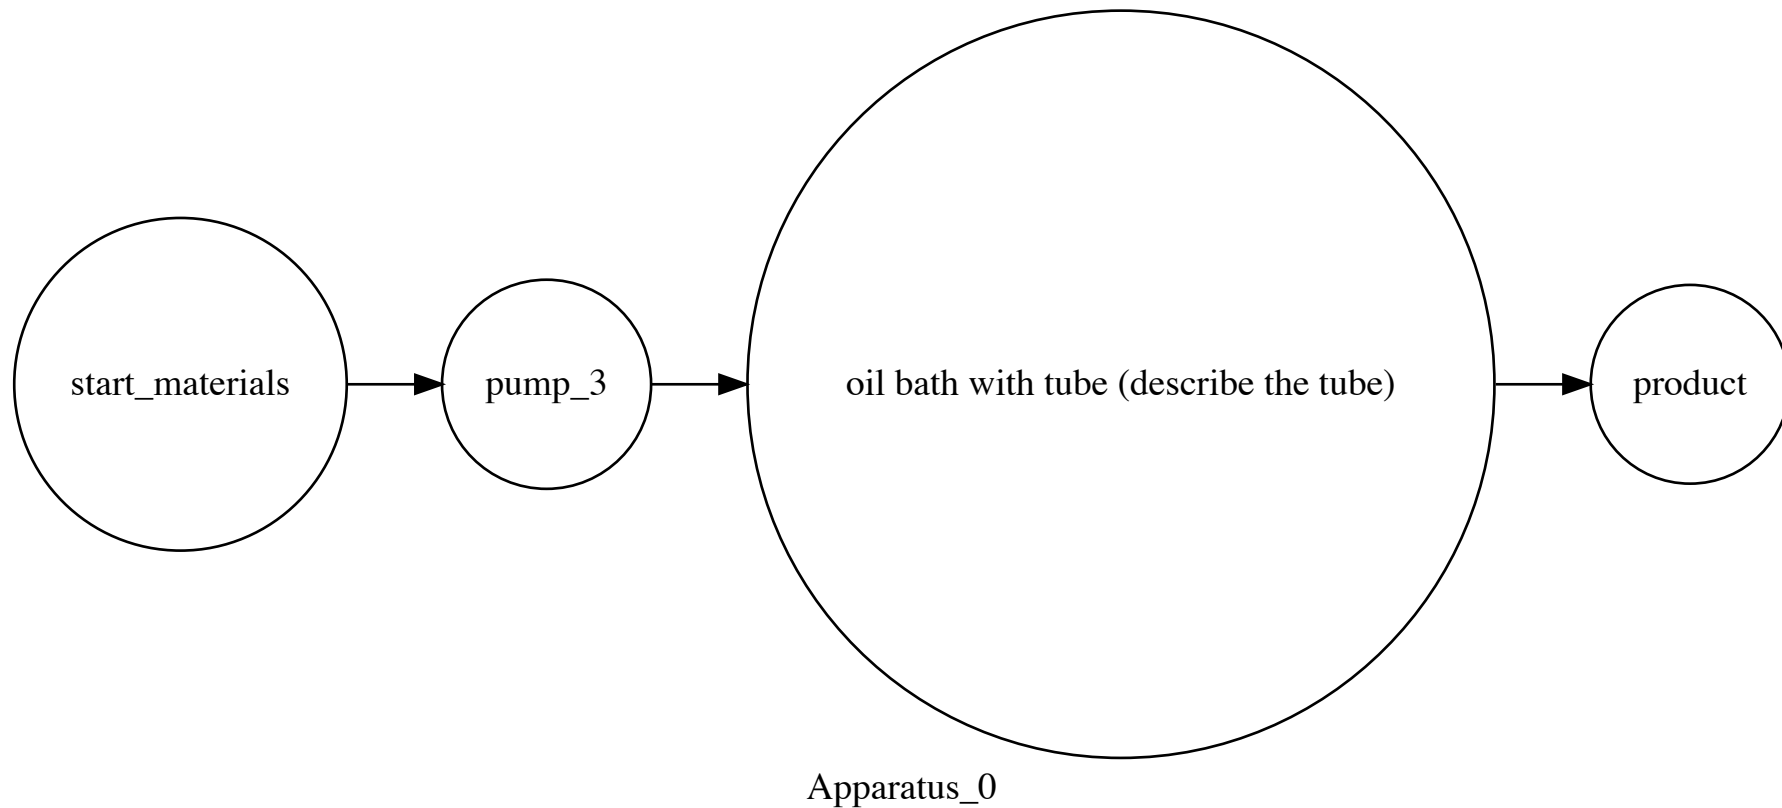 start_materials
pump_3
oil bath with tube (describe the tube)
product
Apparatus_0